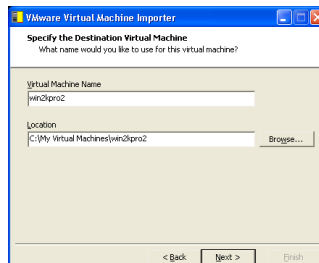 VMware Virtual Machine Importer
Specify the Destination Virtual Machine
What name would you like to use for this virtual machine?
Virtual Machine Name
win2kpro2
Location
C:\My Virtual Machines\win2kpro2
Browse...
< Back
Next >
Finish